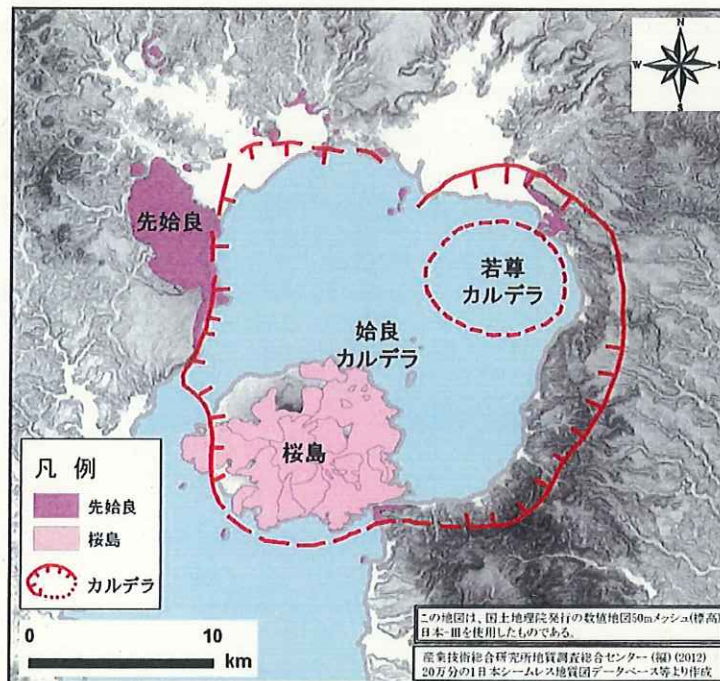 N
W
E
S
先姶良
若尊
カルデラ
姶良
カルデラ
桜島
凡 例
先姶良
桜島
カルデラ
0 10
km
この地図は、国土地理院発行の数値地図50mメッシュ(標高)
日本-Ⅲを使用したものである。
産業技術総合研究所地質調査総合センター(編)(2012)
20万分の1日本シームレス地質図データベース等より作成